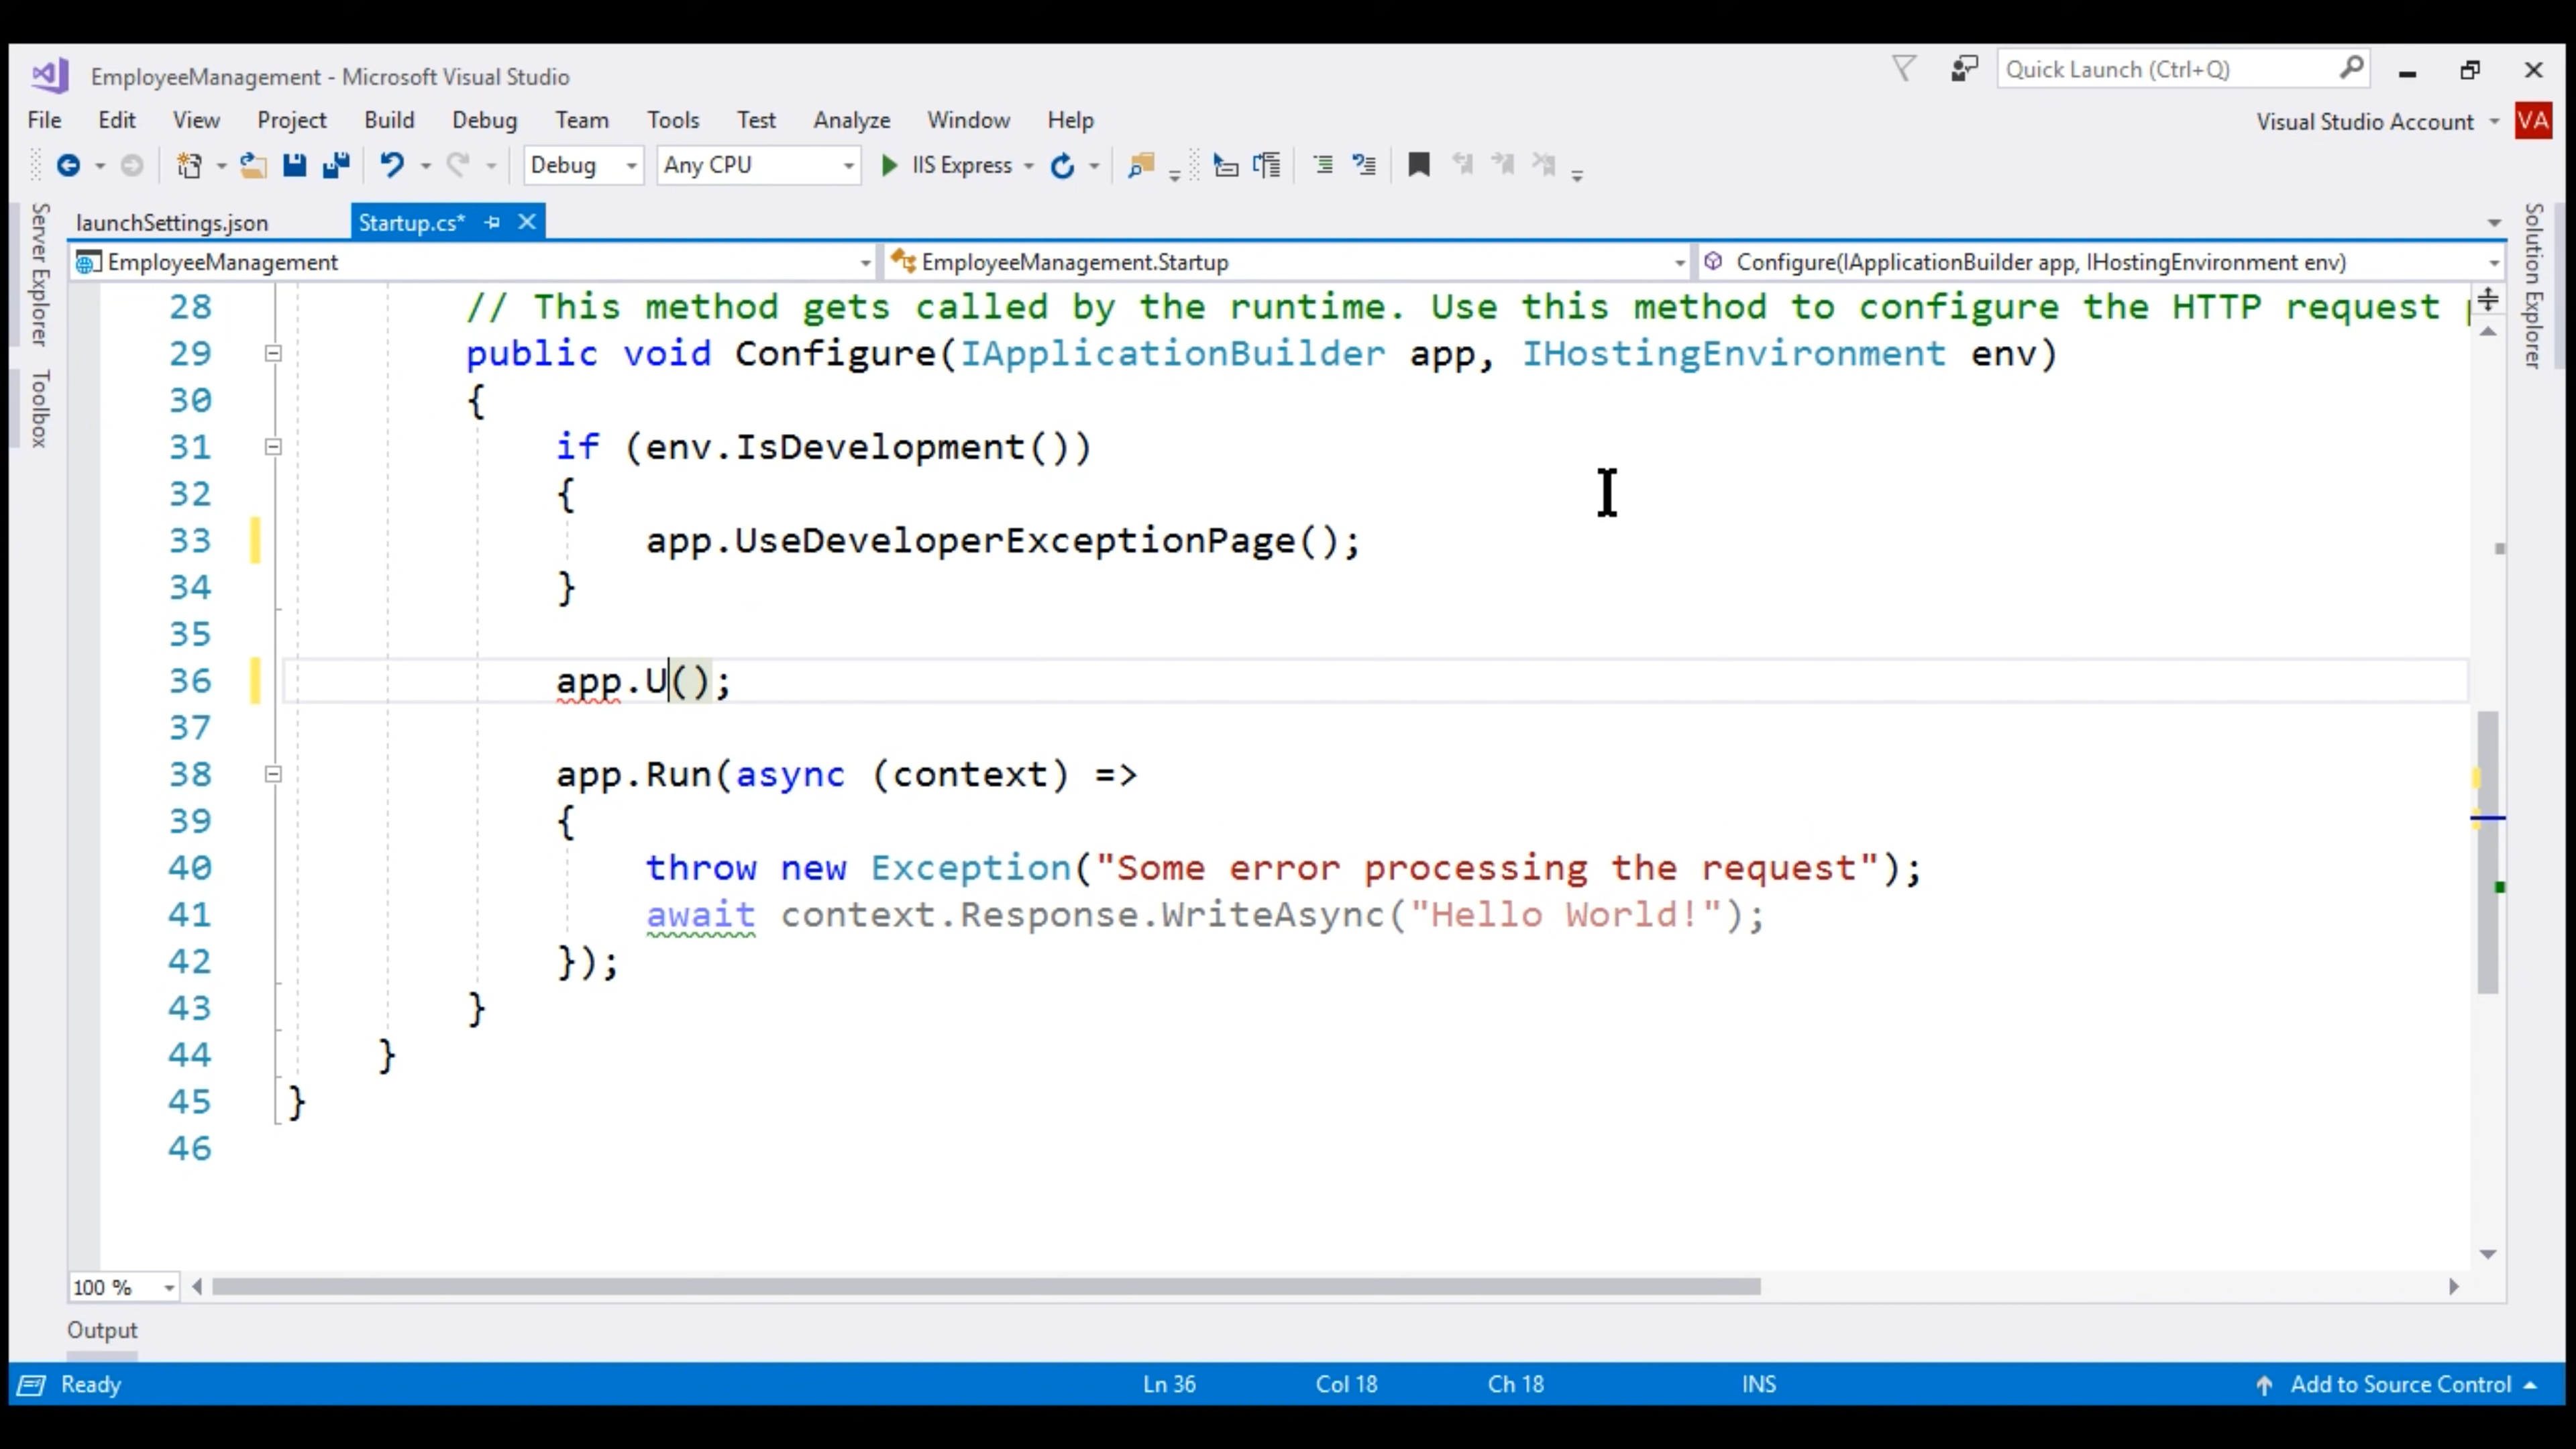 EmployeeManagement - Microsoft Visual Studio
Quick Launch (Ctrl+Q)
File Edit View Project Build Debug Team Tools Test Analyze Window Help
Visual Studio Account VA
Debug Any CPU IIS Express
launchSettings.json Startup.cs*
EmployeeManagement EmployeeManagement.Startup Configure(IApplicationBuilder app, IHostingEnvironment env)
Server Explorer
Toolbox
Solution Explorer
28 // This method gets called by the runtime. Use this method to configure the HTTP request
29 public void Configure(IApplicationBuilder app, IHostingEnvironment env)
30 {
31 if (env.IsDevelopment())
32 {
33 app.UseDeveloperExceptionPage();
34 }
35
36 app.U();
37
38 app.Run(async (context) =>
39 {
40 throw new Exception("Some error processing the request");
41 await context.Response.WriteAsync("Hello World!");
42 });
43 }
44 }
45 }
46
100 %
Output
Ready Ln 36 Col 18 Ch 18 INS Add to Source Control